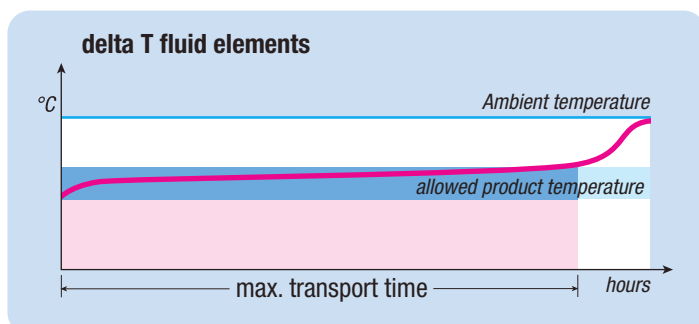 delta T fluid elements
°C
Ambient temperature
allowed product temperature
max. transport time
hours